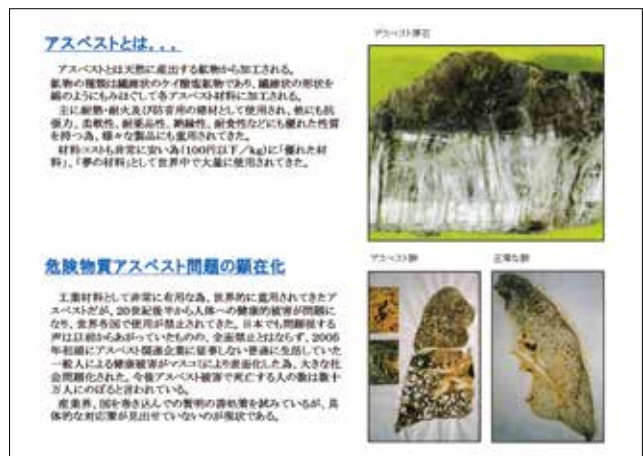 アスベストとは...
アスベストとは天然に産出する鉱物から加工される。
鉱物の種類は繊維状のケイ酸塩鉱物であり、繊維状の形状を
綿のようにもみほぐして各アスベスト材料に加工される。
主に断熱・耐火及び防音用の建材として使用され、他にも抗
張力、柔軟性、耐薬品性、絶縁性、耐食性などにも優れた性質
を持つ為、様々な製品にも重用されてきた。
材料コストも非常に安い為(100円以下/kg)に「優れた材
料」、「夢の材料」として世界中で大量に使用されてきた。
アスベスト原石
危険物質アスベスト問題の顕在化
工業材料として非常に有用な為、世界的に重用されてきたア
スベストだが、20世紀後半から人体への健康的被害が問題に
なり、世界各国で使用が禁止されてきた。日本でも問題視する
声は以前からあがっていたものの、全面禁止とはならず、2005
年初頭にアスベスト関連企業に従事しない普通に生活していた
一般人による健康被害がマスコミにより表面化した為、大きな社
会問題化された。今後アスベスト被害で死亡する人の数は数十
万人にのぼると言われている。
産業界、国を巻き込んでの賢明の善処策を試みているが、具
体的な対応策が見出せていないのが現状である。
アスベスト肺
正常な肺